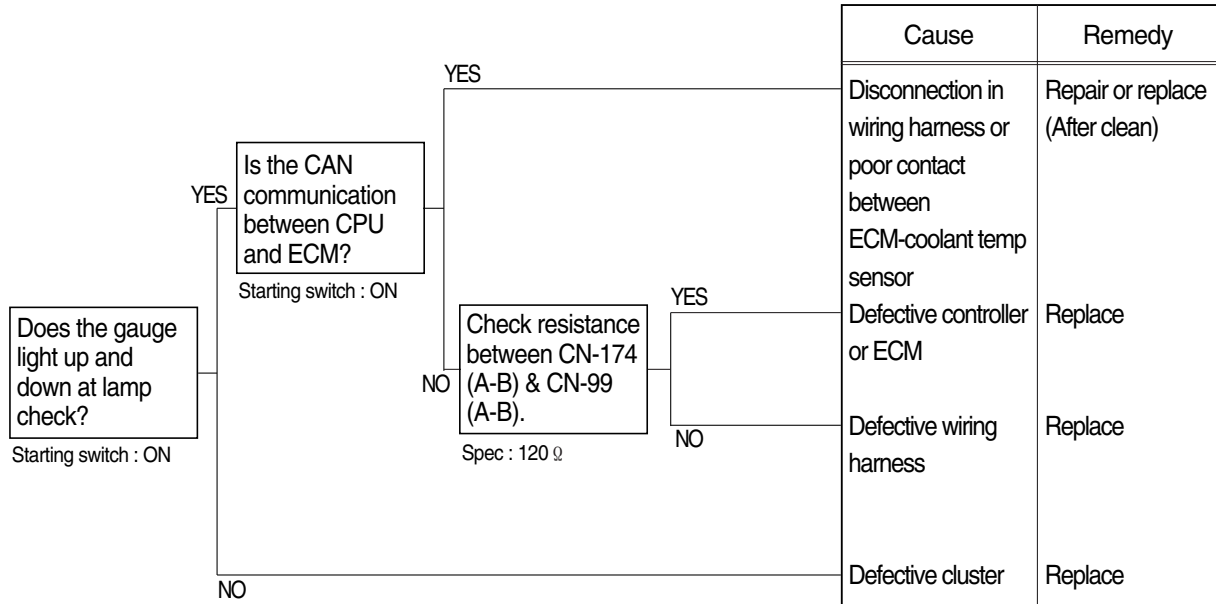 Cause
Remedy
YES
Disconnection in
wiring harness or
poor contact
between
ECM-coolant temp
sensor
Repair or replace
(After clean)
YES
Is the CAN
communication
between CPU
and ECM?
Starting switch : ON
Does the gauge
light up and
down at lamp
check?
Starting switch : ON
NO
Check resistance
between CN-174
(A-B) & CN-99
(A-B).
Spec : 120 Ω
YES
Defective controller
or ECM
Replace
NO
Defective wiring
harness
Replace
NO
Defective cluster
Replace